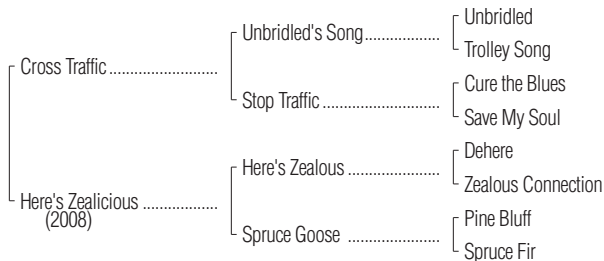 Unbridled
Unbridled's Song
Trolley Song
Cross Traffic
Cure the Blues
Stop Traffic
Save My Soul
Dehere
Here's Zealous
Zealous Connection
Here's Zealicious
(2008)
Pine Bluff
Spruce Goose
Spruce Fir